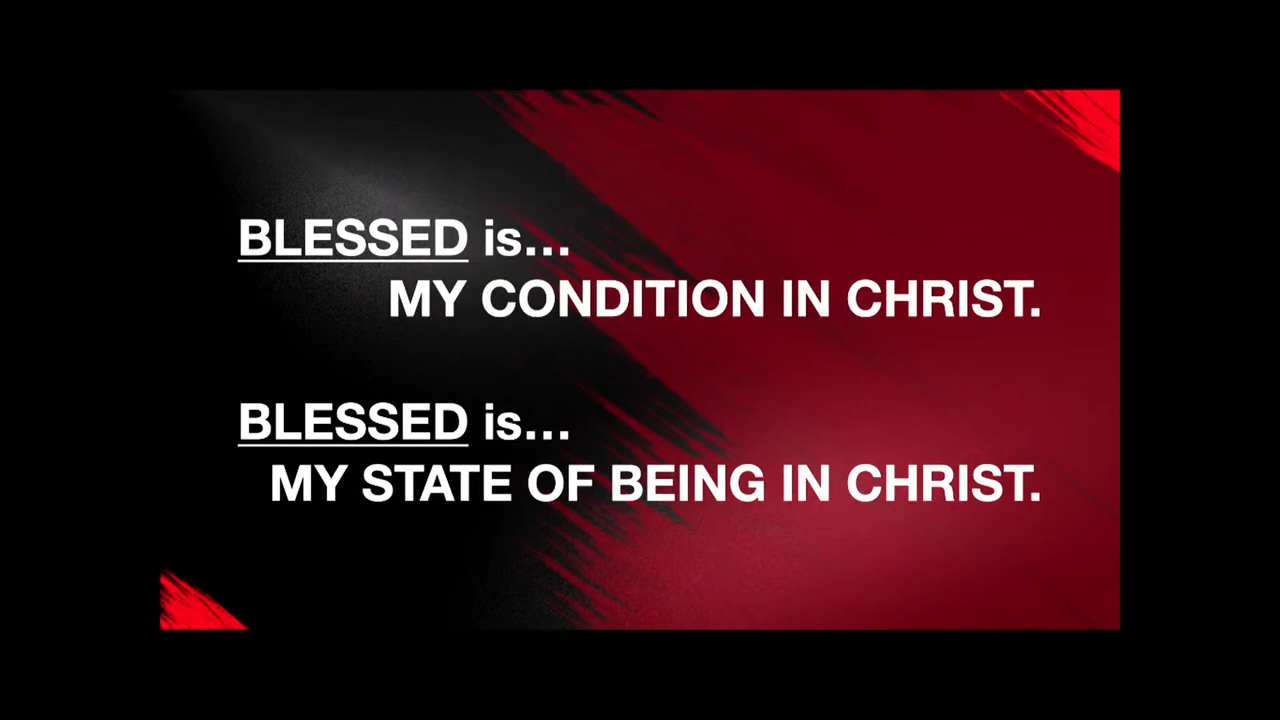 BLESSED is...
MY CONDITION IN CHRIST.
BLESSED is...
MY STATE OF BEING IN CHRIST.